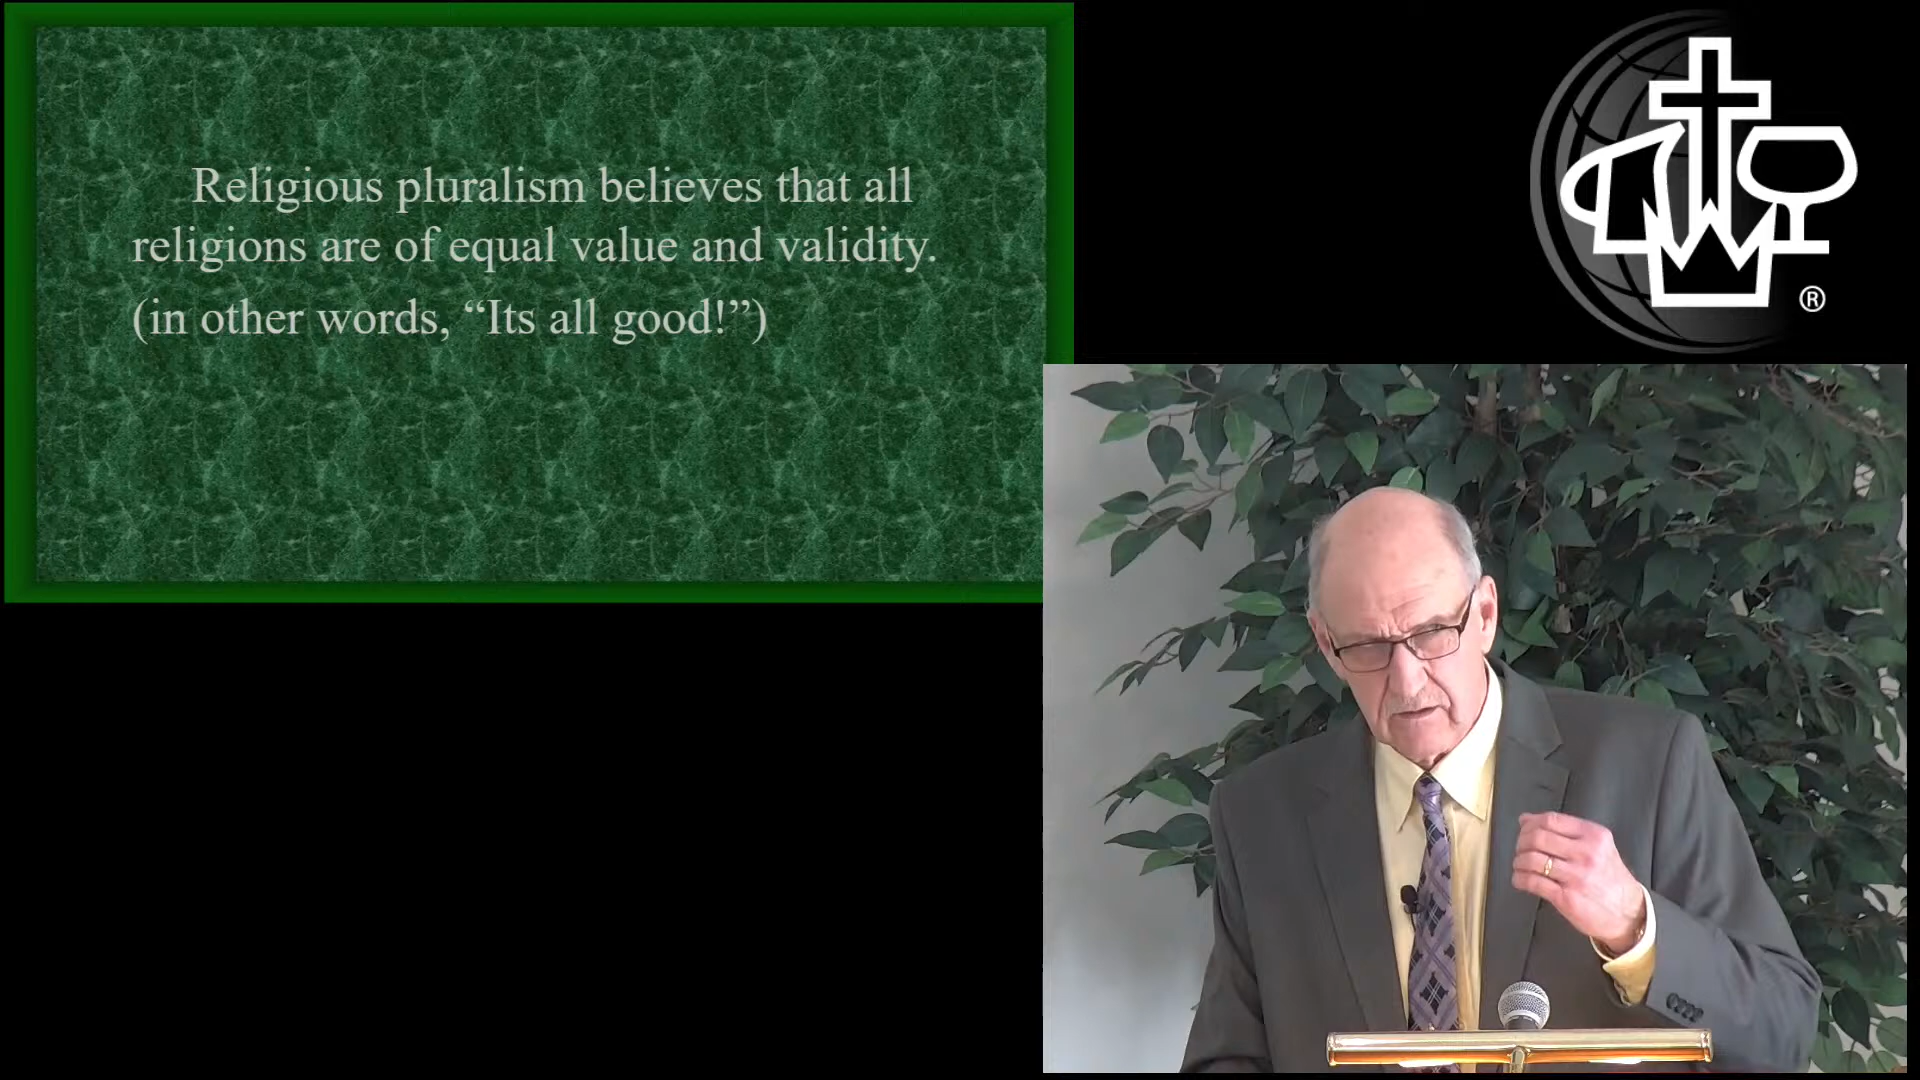 Religious pluralism believes that all
religions are of equal value and validity.
(in other words, “Its all good!”)
®